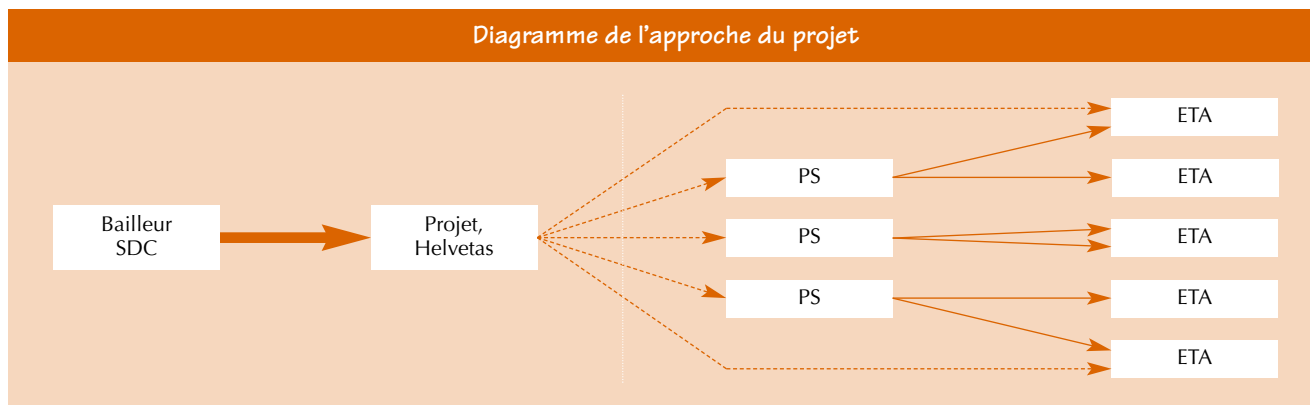 Diagramme de l'approche du projet
Bailleur
SDC
Projet,
Helvetas
PS
PS
PS
ETA
ETA
ETA
ETA
ETA